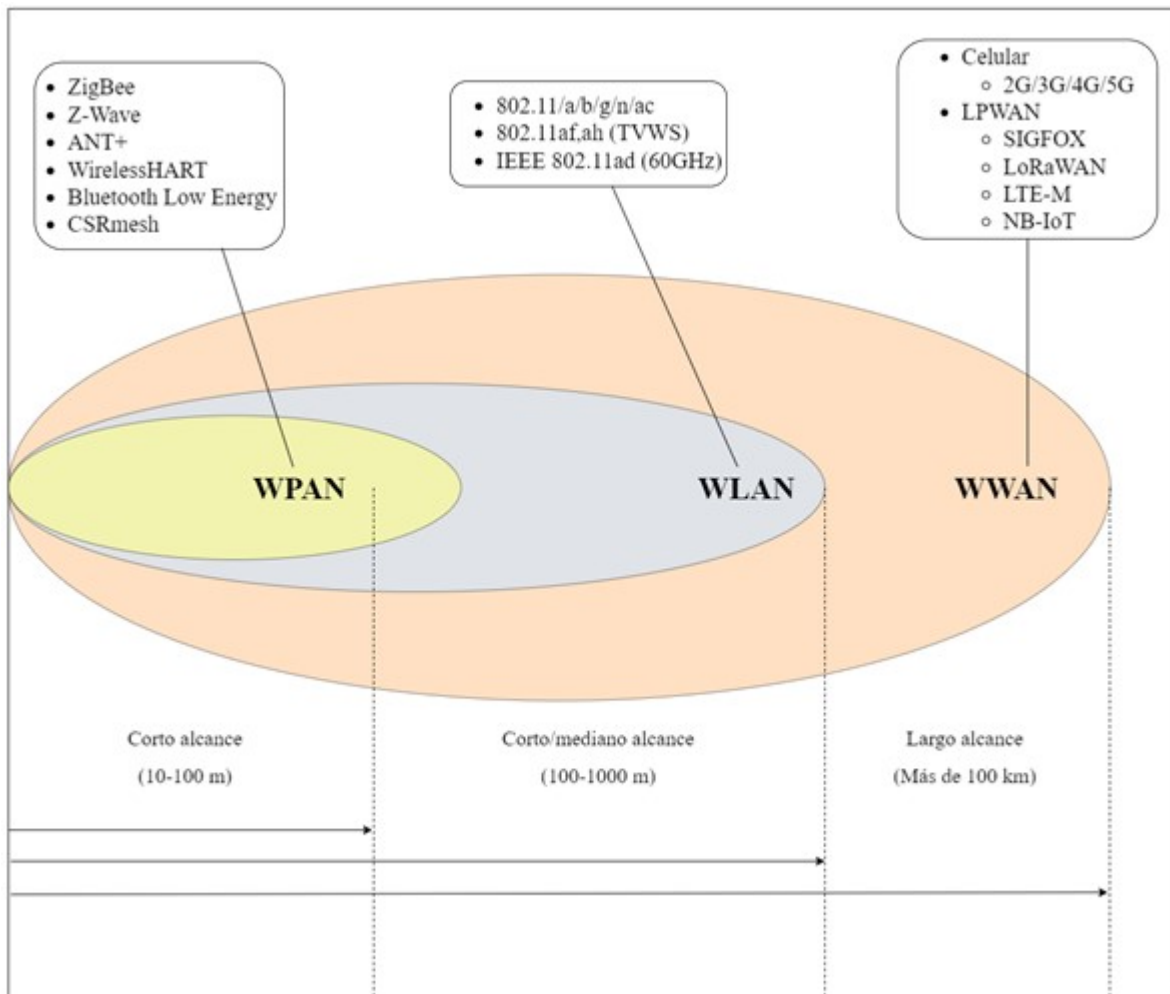 ZigBee
Z-Wave
ANT+
WirelessHART
Bluetooth Low Energy
CSRmesh
802.11/a/b/g/n/ac
802.11af,ah (TVWS)
IEEE 802.11ad (60GHz)
Celular
2G/3G/4G/5G
LPWAN
SIGFOX
LoRaWAN
LTE-M
NB-IoT
WPAN
WLAN
WWAN
Corto alcance
(10-100 m)
Corto/mediano alcance
(100-1000 m)
Largo alcance
(Más de 100 km)